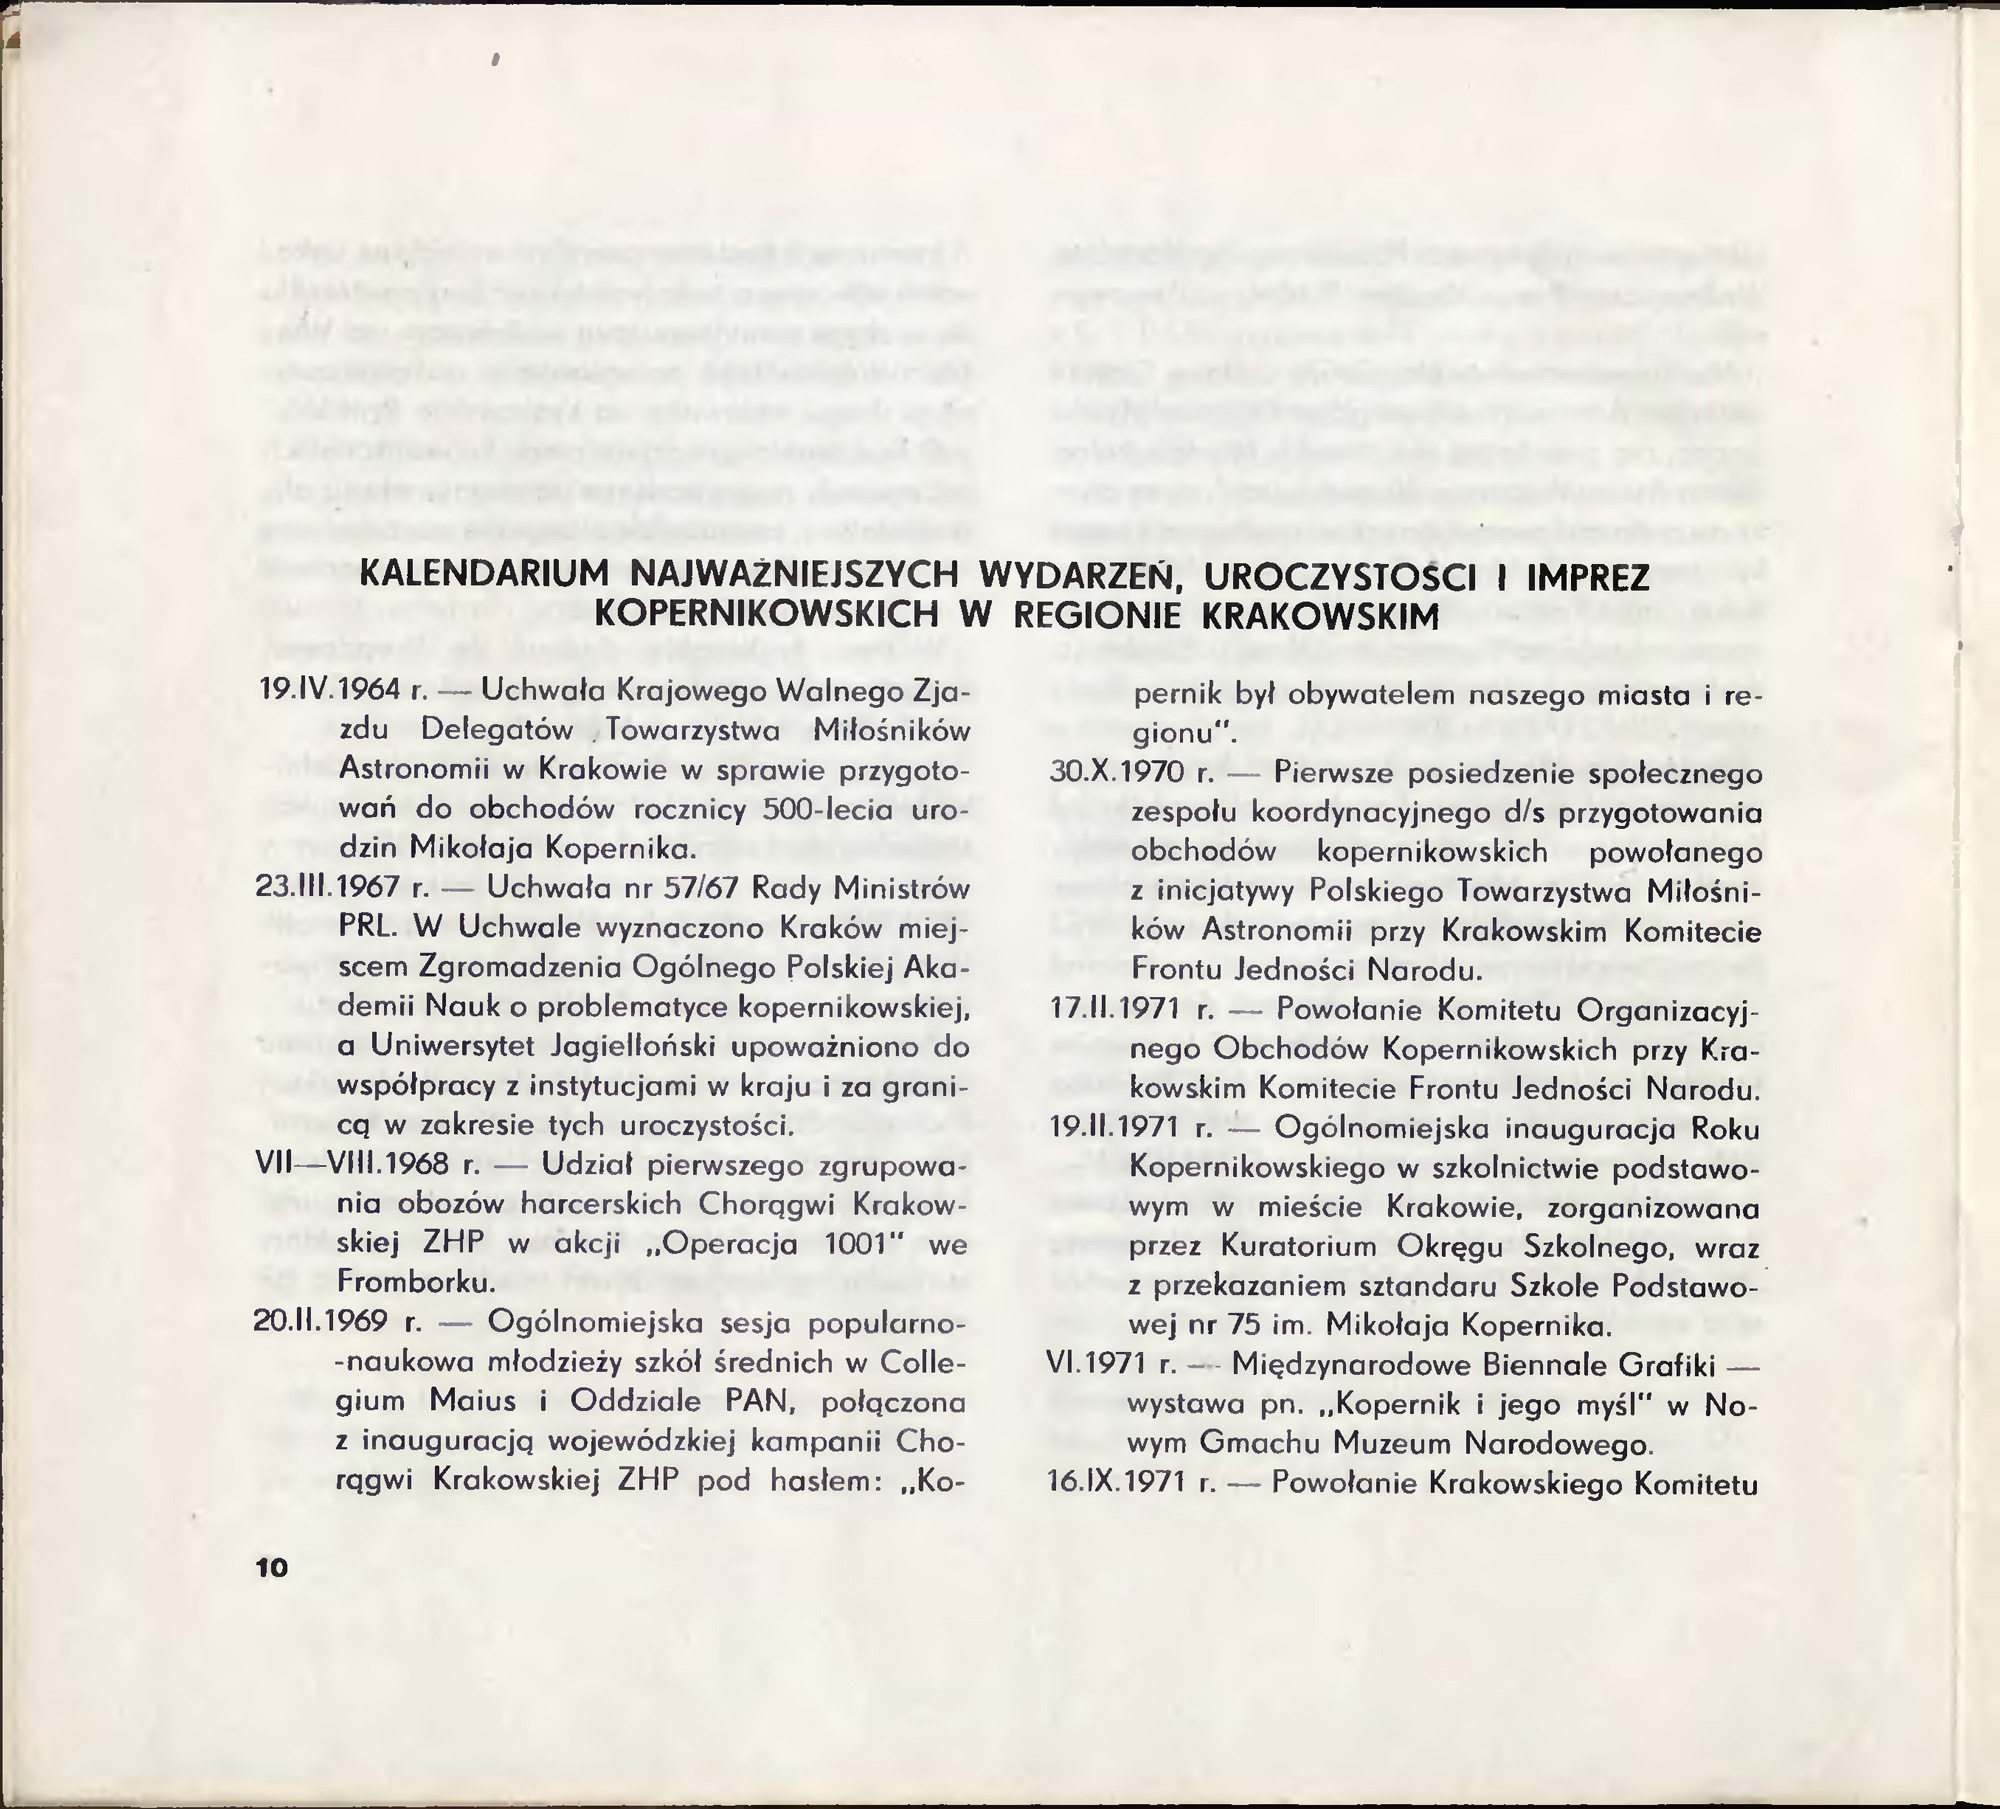 KALENDARIUM NAJWAŻNIEJSZYCH WYDARZEŃ, UROCZYSTOŚCI I IMPREZ
KOPERNIKOWSKICH W REGIONIE KRAKOWSKIM
19.IV.1964 r. — Uchwała Krajowego Walnego Zja-
zdu Delegatów Towarzystwa Miłośników
Astronomii w Krakowie w sprawie przygoto-
wań do obchodów rocznicy 500-lecia uro-
dzin Mikołaja Kopernika.
23.III.1967 r. — Uchwała nr 57/67 Rady Ministrów
PRL. W Uchwale wyznaczono Kraków miej-
scem Zgromadzenia Ogólnego Polskiej Aka-
demii Nauk o problematyce kopernikowskiej,
a Uniwersytet Jagielloński upoważniono do
współpracy z instytucjami w kraju i za grani-
cą w zakresie tych uroczystości.
VII—VIII.1968 r. — Udział pierwszego zgrupowa-
nia obozów harcerskich Chorągwi Krakow-
skiej ZHP w akcji „Operacja 1001" we
Fromborku.
20.II.1969 r. — Ogólnomiejska sesja popularno-
-naukowa młodzieży szkół średnich w Colle-
gium Maius i Oddziale PAN, połączona
z inauguracją wojewódzkiej kampanii Cho-
rągwi Krakowskiej ZHP pod hasłem: „Ko-
pernik był obywatelem naszego miasta i re-
gionu".
30.X.1970 r. — Pierwsze posiedzenie społecznego
zespołu koordynacyjnego d/s przygotowania
obchodów kopernikowskich powołanego
z inicjatywy Polskiego Towarzystwa Miłośni-
ków Astronomii przy Krakowskim Komitecie
Frontu Jedności Narodu.
17.II.1971 r. — Powołanie Komitetu Organizacyj-
nego Obchodów Kopernikowskich przy Kra-
kowskim Komitecie Frontu Jedności Narodu.
19.II.1971 r. — Ogólnomiejska inauguracja Roku
Kopernikowskiego w szkolnictwie podstawo-
wym w mieście Krakowie, zorganizowana
przez Kuratorium Okręgu Szkolnego, wraz
z przekazaniem sztandaru Szkole Podstawo-
wej nr 75 im. Mikołaja Kopernika.
VI.1971 r. — Międzynarodowe Biennale Grafiki —
wystawa pn. „Kopernik i jego myśl" w No-
wym Gmachu Muzeum Narodowego.
16.IX.1971 r. — Powołanie Krakowskiego Komitetu
10